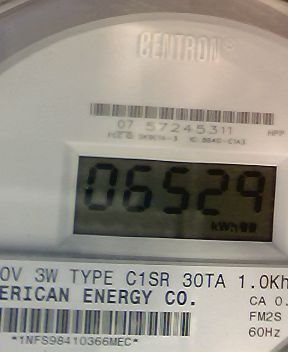 CENTRON®
07 57245311
HPP
06529
kWh
0V 3W TYPE C1SR 30TA 1.0Kh
ERICAN ENERGY CO.
CA 0.
FM2S
60Hz
*1NFS98410366MEC*